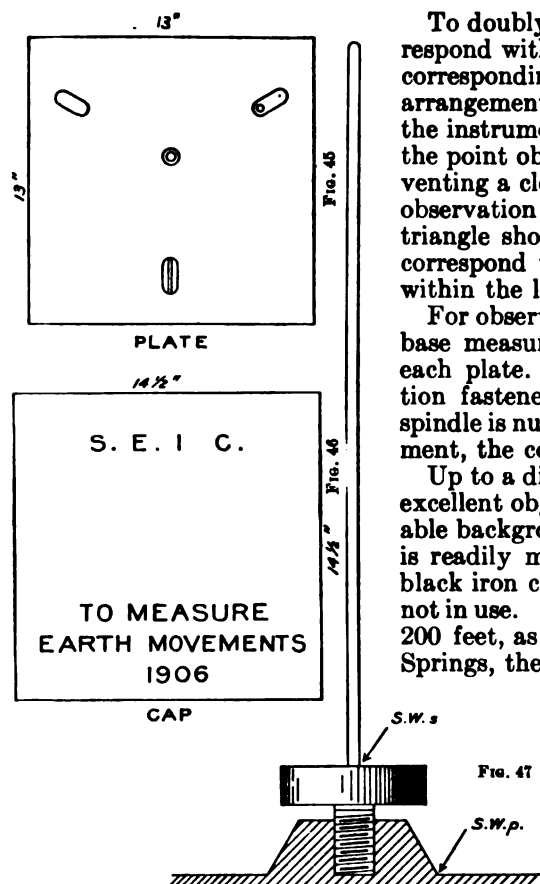 13"
13"
FIG. 45
PLATE
14½"
S. E. I C.
FIG. 46
14½"
TO MEASURE
EARTH MOVEMENTS
1906
CAP
S.W.s
FIG. 47
S.W.p.
To doubly
respond wit
correspondin
arrangement
the instrume
the point ob
venting a cl
observation
triangle sho
correspond
within the l
For observ
base measur
each plate.
tion fastene
spindle is nu
ment, the co
Up to a di
excellent obj
able backgro
is readily m
black iron c
not in use.
200 feet, as
Springs, the